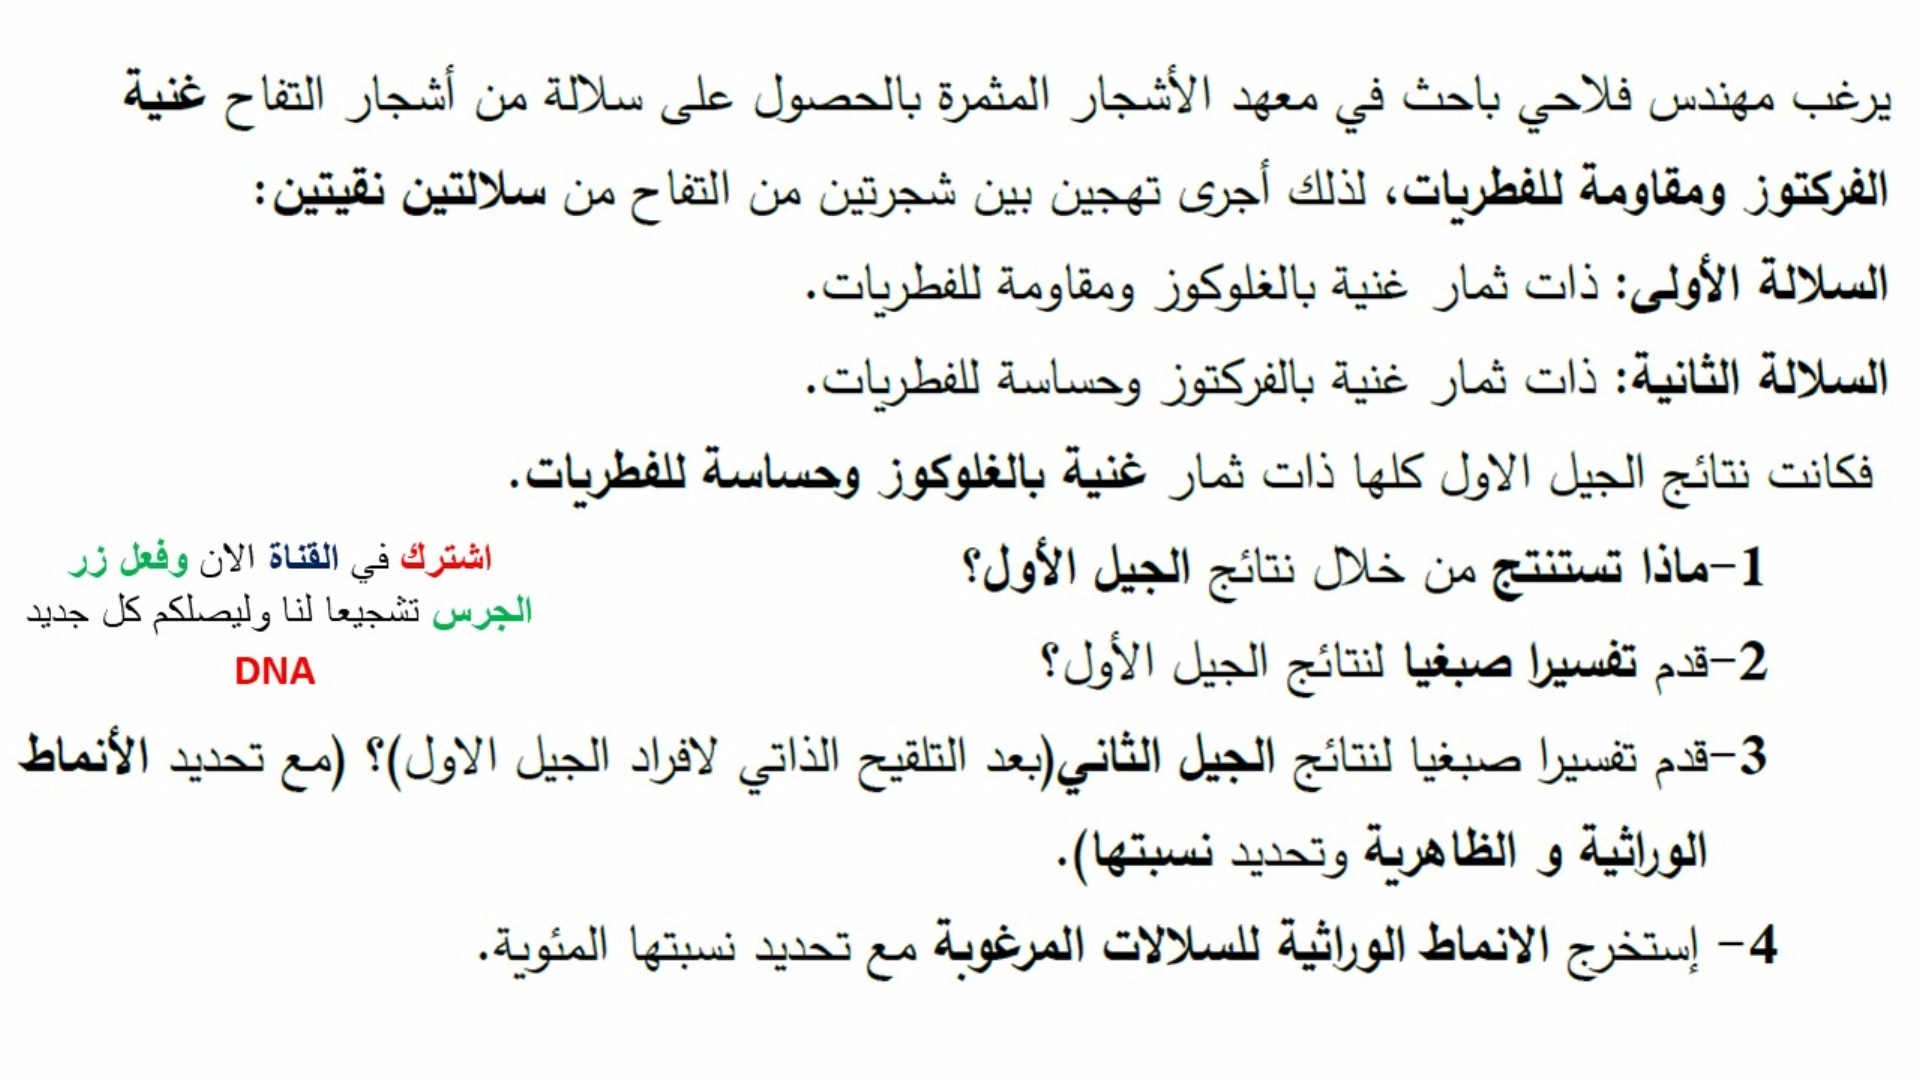 يرغب مهندس فلاحي باحث في معهد الأشجار المثمرة بالحصول على سلالة من أشجار التفاح غنية
الفركتوز ومقاومة للفطريات، لذلك أجرى تهجين بين شجرتين من التفاح من سلالتين نقيتين:
السلالة الأولى: ذات ثمار غنية بالغلوكوز ومقاومة للفطريات.
السلالة الثانية: ذات ثمار غنية بالفركتوز وحساسة للفطريات.
فكانت نتائج الجيل الاول كلها ذات ثمار غنية بالغلوكوز وحساسة للفطريات.
1-ماذا تستنتج من خلال نتائج الجيل الأول؟
2-قدم تفسيرا صبغيا لنتائج الجيل الأول؟
3-قدم تفسيرا صبغيا لنتائج الجيل الثاني(بعد التلقيح الذاتي لافراد الجيل الاول)؟ (مع تحديد الأنماط
الوراثية و الظاهرية وتحديد نسبتها).
4- إستخرج الانماط الوراثية للسلالات المرغوبة مع تحديد نسبتها المئوية.
اشترك في القناة الان وفعل زر
الجرس تشجيعا لنا وليصلكم كل جديد
DNA